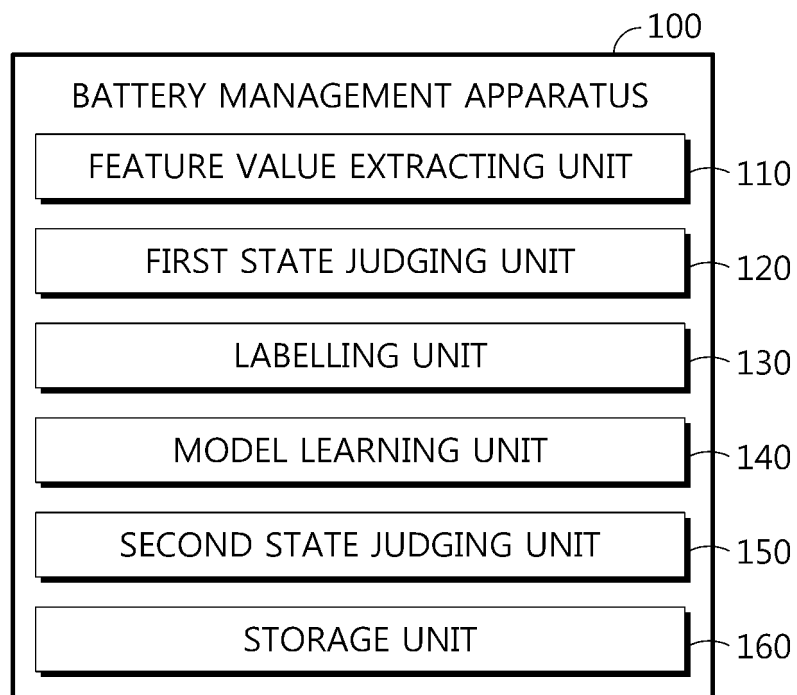 100
BATTERY MANAGEMENT APPARATUS
FEATURE VALUE EXTRACTING UNIT 110
FIRST STATE JUDGING UNIT 120
LABELLING UNIT 130
MODEL LEARNING UNIT 140
SECOND STATE JUDGING UNIT 150
STORAGE UNIT 160